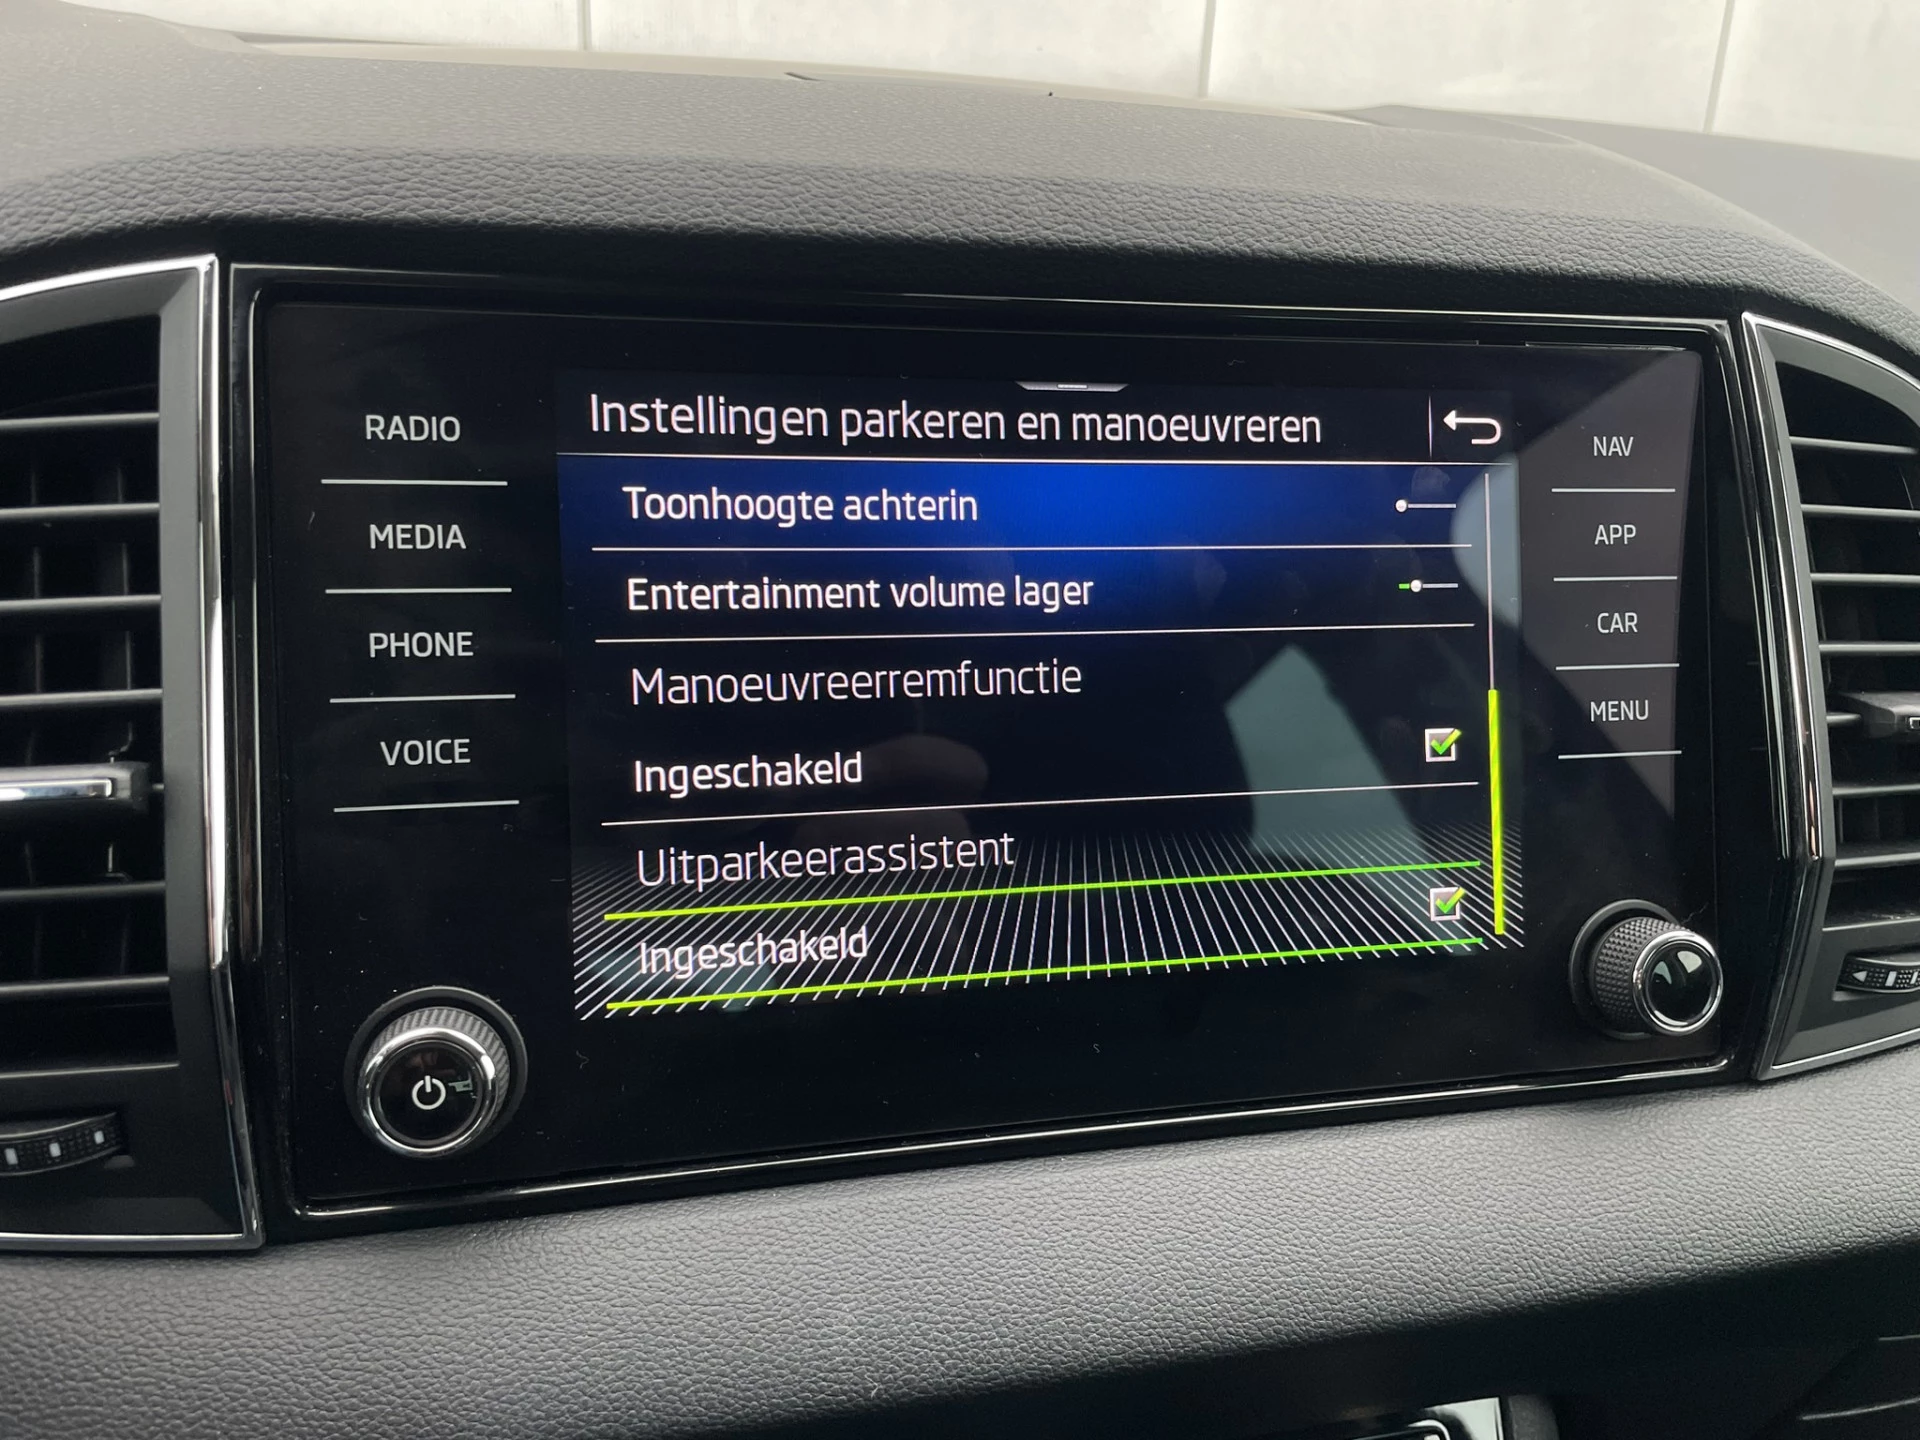 RADIO
MEDIA
PHONE
VOICE
Instellingen parkeren en manoeuvreren
Toonhoogte achterin
Entertainment volume lager
Manoeuvreerremfunctie
Ingeschakeld
Uitparkeerassistent
Ingeschakeld
NAV
APP
CAR
MENU